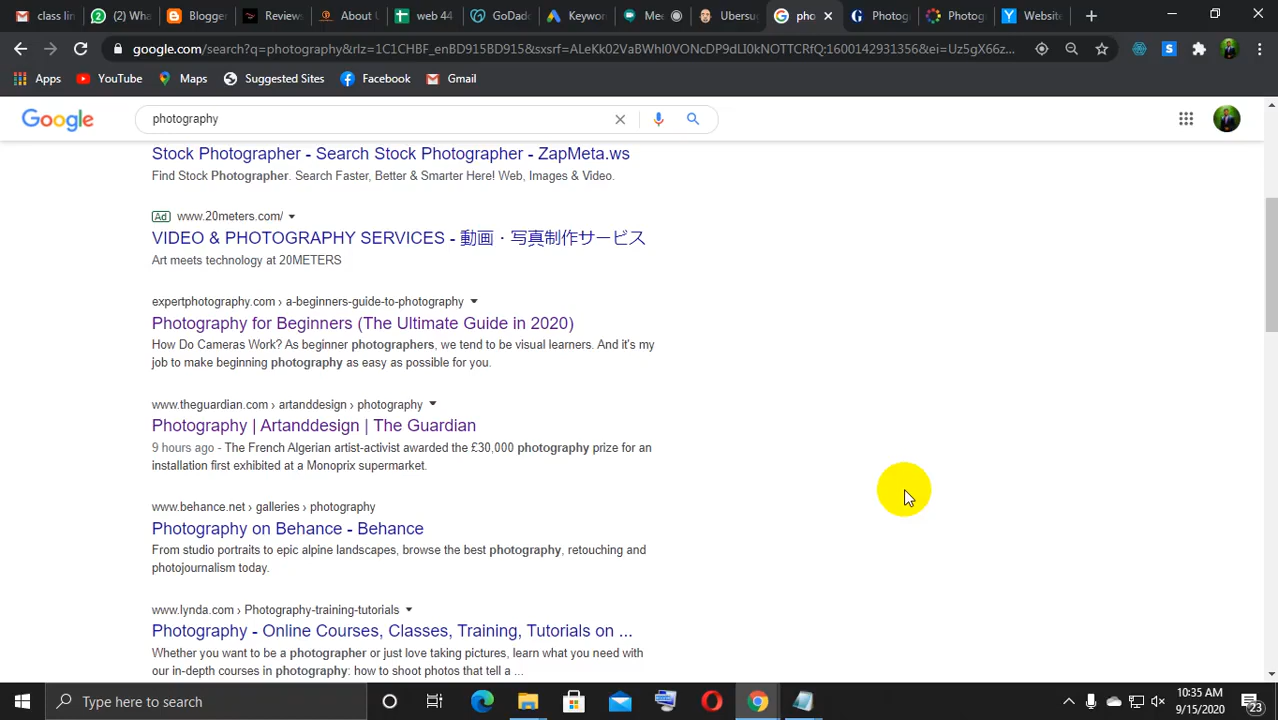 class lin
(2) Wha
Blogger
Reviews
About U
web 44
GoDad
Keywor
Mee
Ubersu
pho
Photog
Photog
Website
google.com/search?q=photography&rlz=1C1CHBF_enBD915BD915&sxsrf=ALeKk02VaBWhl0VONcDP9dLI0kNOTTCRfQ:1600142931356&ei=Uz5gX66z...
Apps YouTube Maps Suggested Sites Facebook Gmail
Google
photography
Stock Photographer - Search Stock Photographer - ZapMeta.ws
Find Stock Photographer. Search Faster, Better & Smarter Here! Web, Images & Video.
Ad www.20meters.com/
VIDEO & PHOTOGRAPHY SERVICES - 動画・写真制作サービス
Art meets technology at 20METERS
expertphotography.com › a-beginners-guide-to-photography
Photography for Beginners (The Ultimate Guide in 2020)
How Do Cameras Work? As beginner photographers, we tend to be visual learners. And it's my
job to make beginning photography as easy as possible for you.
www.theguardian.com › artanddesign › photography
Photography | Artanddesign | The Guardian
9 hours ago - The French Algerian artist-activist awarded the £30,000 photography prize for an
installation first exhibited at a Monoprix supermarket.
www.behance.net › galleries › photography
Photography on Behance - Behance
From studio portraits to epic alpine landscapes, browse the best photography, retouching and
photojournalism today.
www.lynda.com › Photography-training-tutorials
Photography - Online Courses, Classes, Training, Tutorials on ...
Whether you want to be a photographer or just love taking pictures, learn what you need with
our in-depth courses in photography: how to shoot photos that tell a ...
Type here to search
10:35 AM
9/15/2020
23